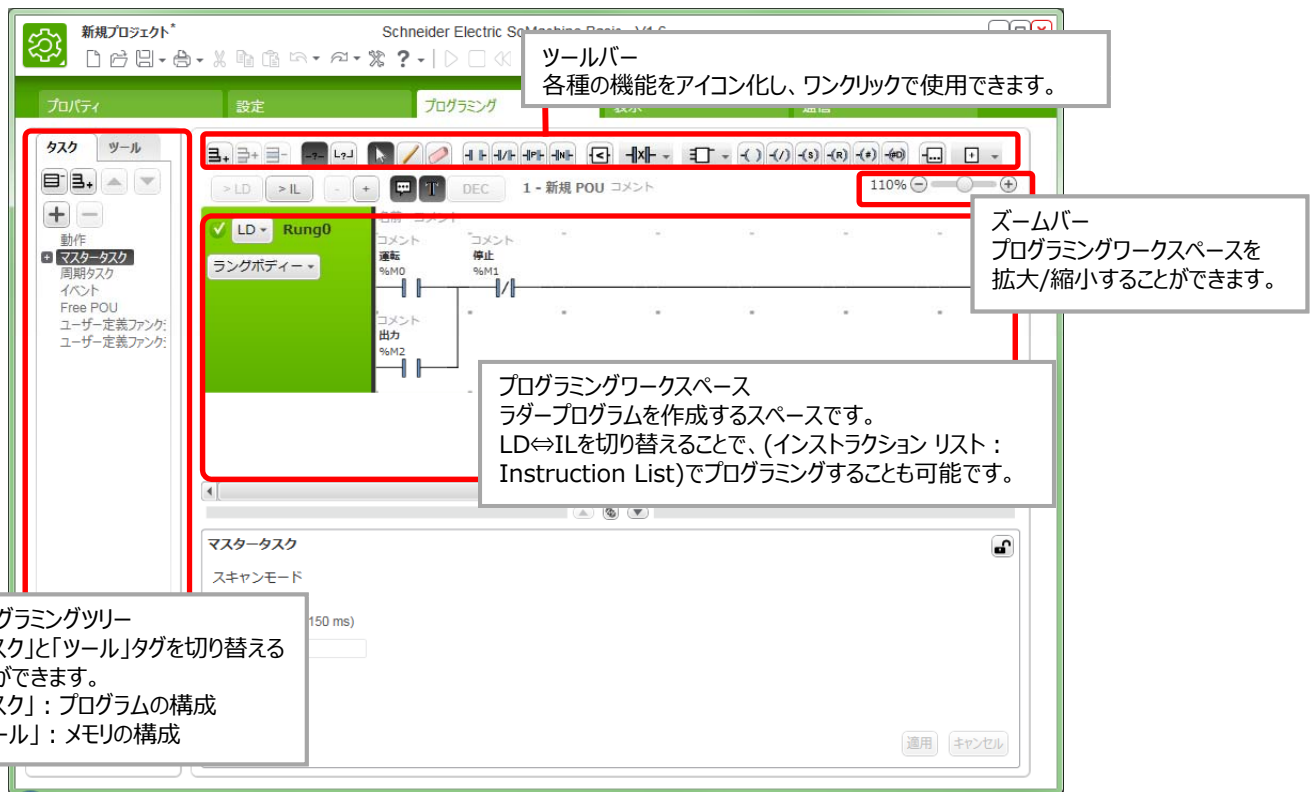 新規プロジェクト*
Schneider Electric SoMachine Basic - V1.6
ツールバー
各種の機能をアイコン化し、ワンクリックで使用できます。
プロパティ
設定
プログラミング
タスク
ツール
> LD
> IL
-
+
T
DEC
1 - 新規 POU コメント
110%
ズームバー
プログラミングワークスペースを
拡大/縮小することができます。
動作
マスタータスク
周期タスク
イベント
Free POU
ユーザー定義ファンク
ユーザー定義ファンク
名前 コメント
LD
Rung0
ラングボディー
コメント
コメント
運転
停止
%M0
%M1
コメント
出力
%M2
プログラミングワークスペース
ラダープログラムを作成するスペースです。
LD⇔ILを切り替えることで、(インストラクション リスト：
Instruction List)でプログラミングすることも可能です。
マスタータスク
スキャンモード
150 ms)
グラミングツリー
スク」と「ツール」タグを切り替える
ができます。
スク」：プログラムの構成
ール」：メモリの構成
適用
キャンセル